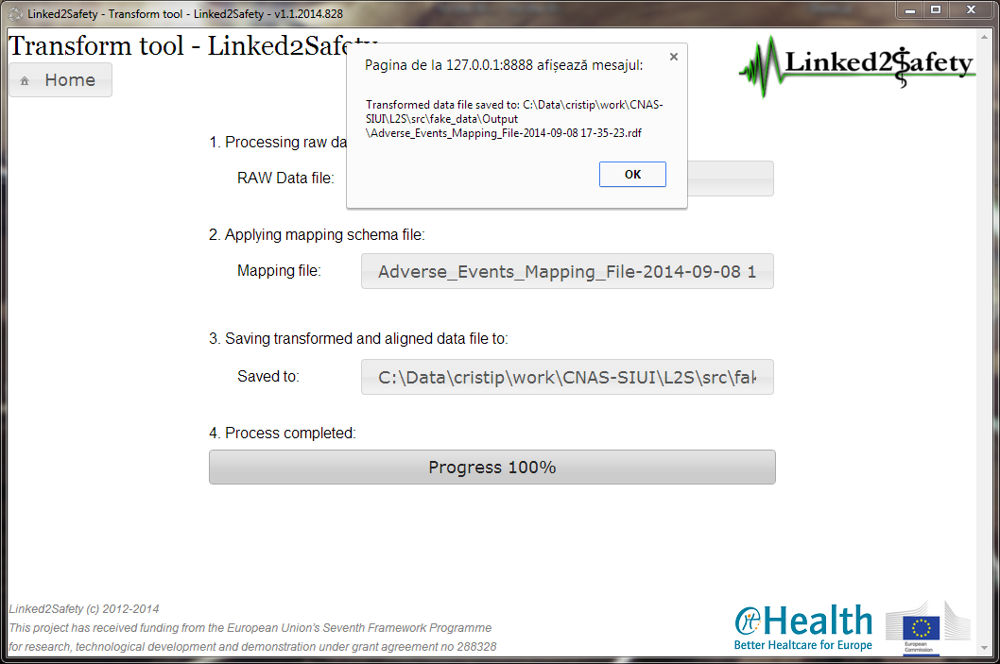 Linked2Safety - Transform tool - Linked2Safety - v1.1.2014.828
Transform tool - Linked2Safety
Home
Linked2Safety
Pagina de la 127.0.0.1:8888 afișează mesajul:
Transformed data file saved to: C:\Data\cristip\work\CNAS-
SIUI\L2S\src\fake_data\Output
\Adverse_Events_Mapping_File-2014-09-08 17-35-23.rdf
OK
1. Processing raw da
RAW Data file:
2. Applying mapping schema file:
Mapping file:
Adverse_Events_Mapping_File-2014-09-08 1
3. Saving transformed and aligned data file to:
Saved to:
C:\Data\cristip\work\CNAS-SIUI\L2S\src\fak
4. Process completed:
Progress 100%
Linked2Safety (c) 2012-2014
This project has received funding from the European Union's Seventh Framework Programme
for research, technological development and demonstration under grant agreement no 288328
eHealth
Better Healtcare for Europe
European
Commission